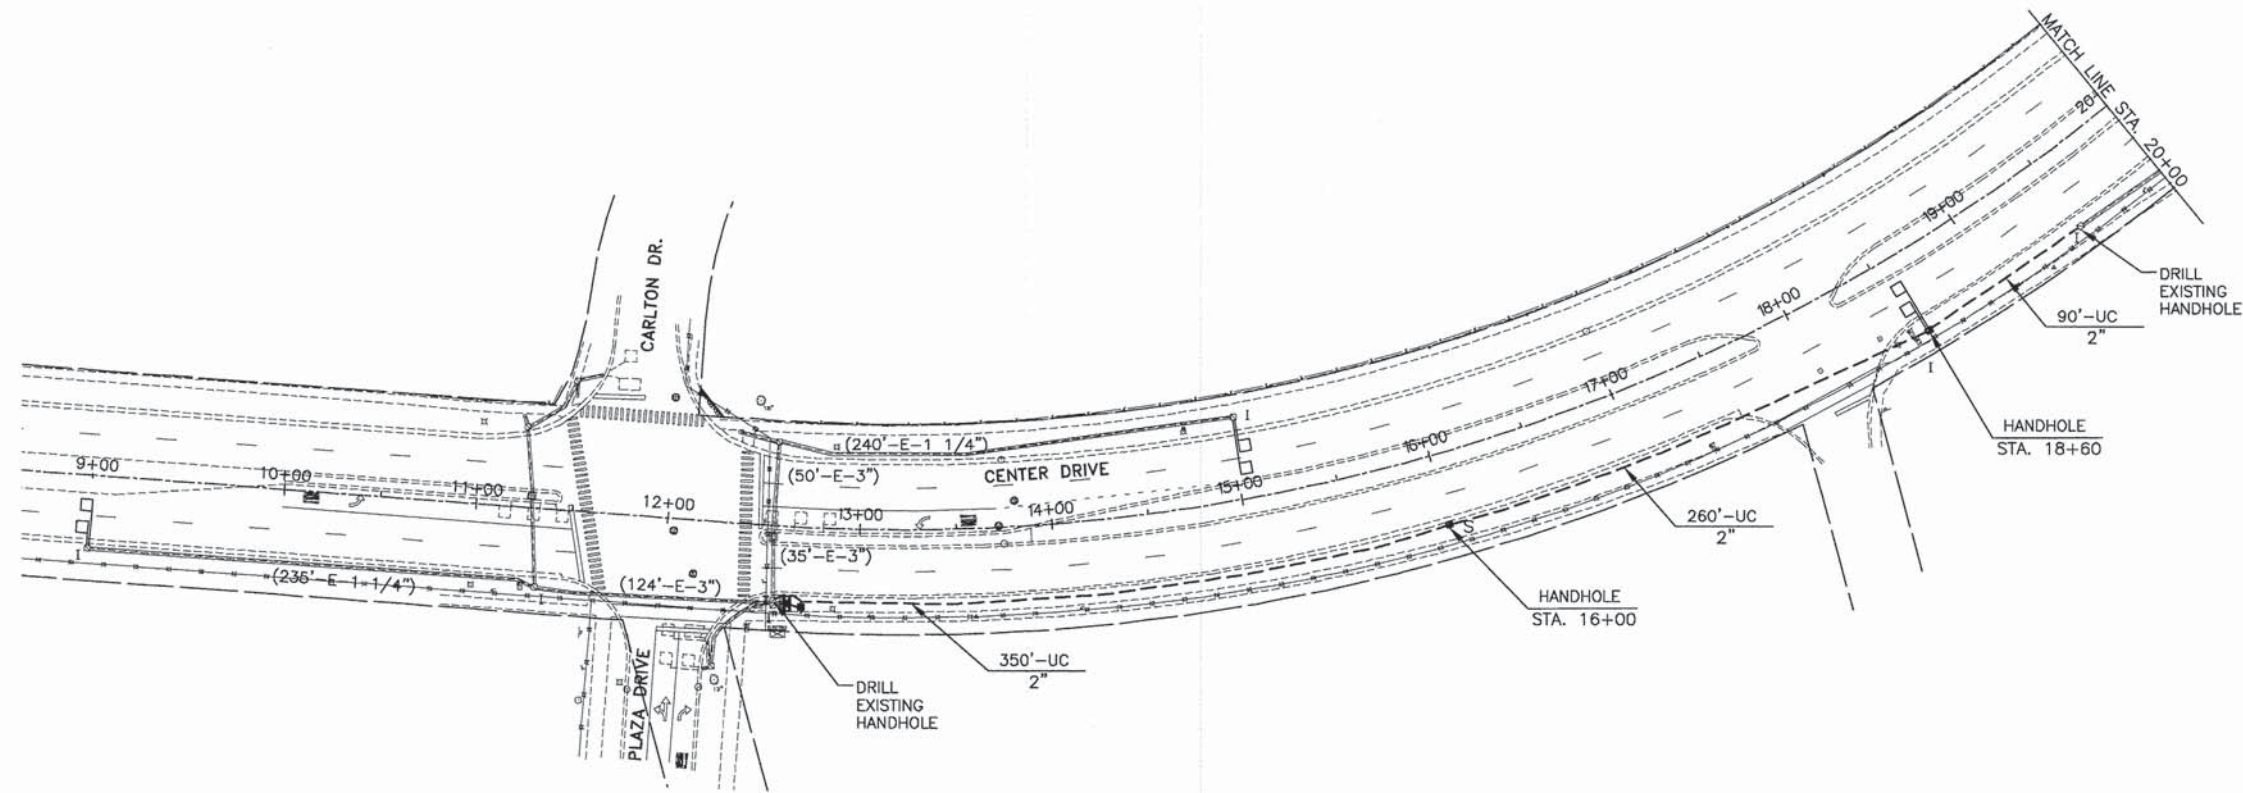 MATCH LINE STA. 20+00
20
19+00
DRILL
EXISTING
HANDHOLE
90'-UC
2"
18+00
CARLTON DR.
17+00
HANDHOLE
STA. 18+60
I
I
(240'-E-1 1/4")
16+00
9+00
10+00
11+00
(50'-E-3")
CENTER DRIVE
15+00
12+00
13+00
14+00
260'-UC
2"
S
I
(35'-E-3")
(235'-E-1-1/4")
I
(124'-E-3")
HANDHOLE
STA. 16+00
350'-UC
2"
PLAZA DRIVE
DRILL
EXISTING
HANDHOLE